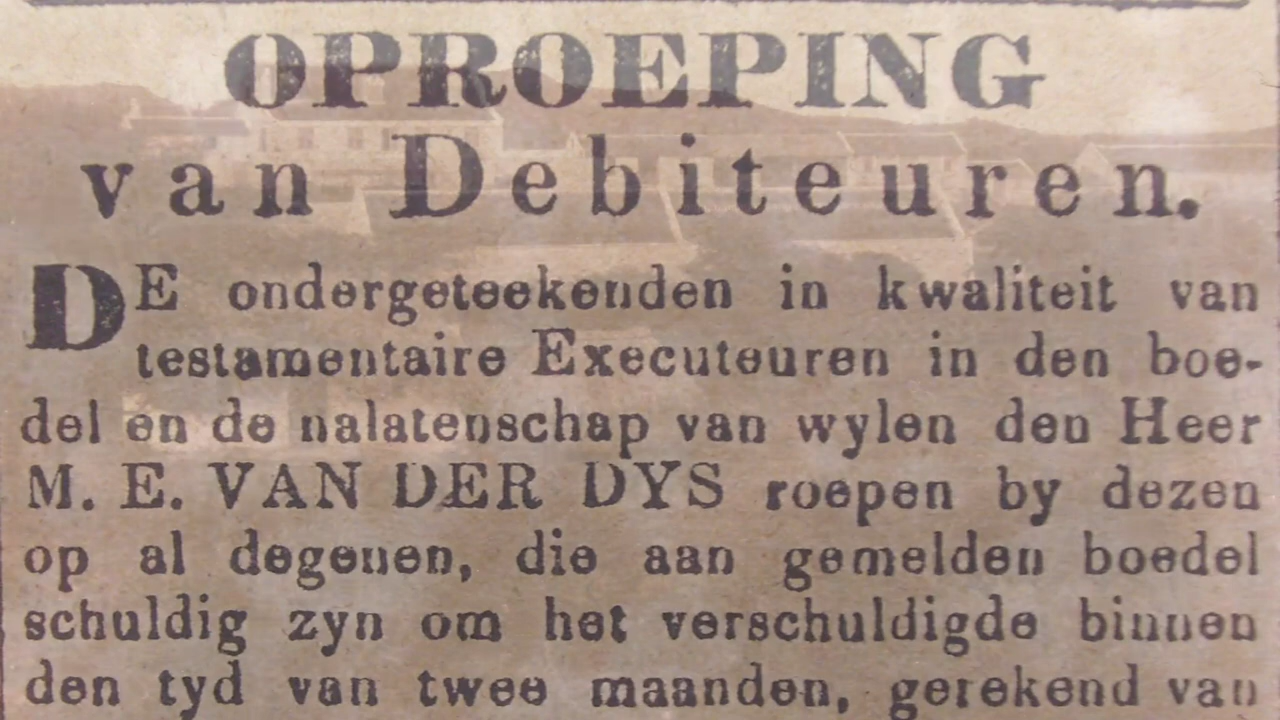 OPROEPING
van Debiteuren.
DE ondergeteekenden in kwaliteit van
testamentaire Executeuren in den boe-
del en de nalatenschap van wylen den Heer
M. E. VAN DER DYS roepen by dezen
op al degenen, die aan gemelden boedel
schuldig zyn om het verschuldigde binnen
den tyd van twee maanden, gerekend van